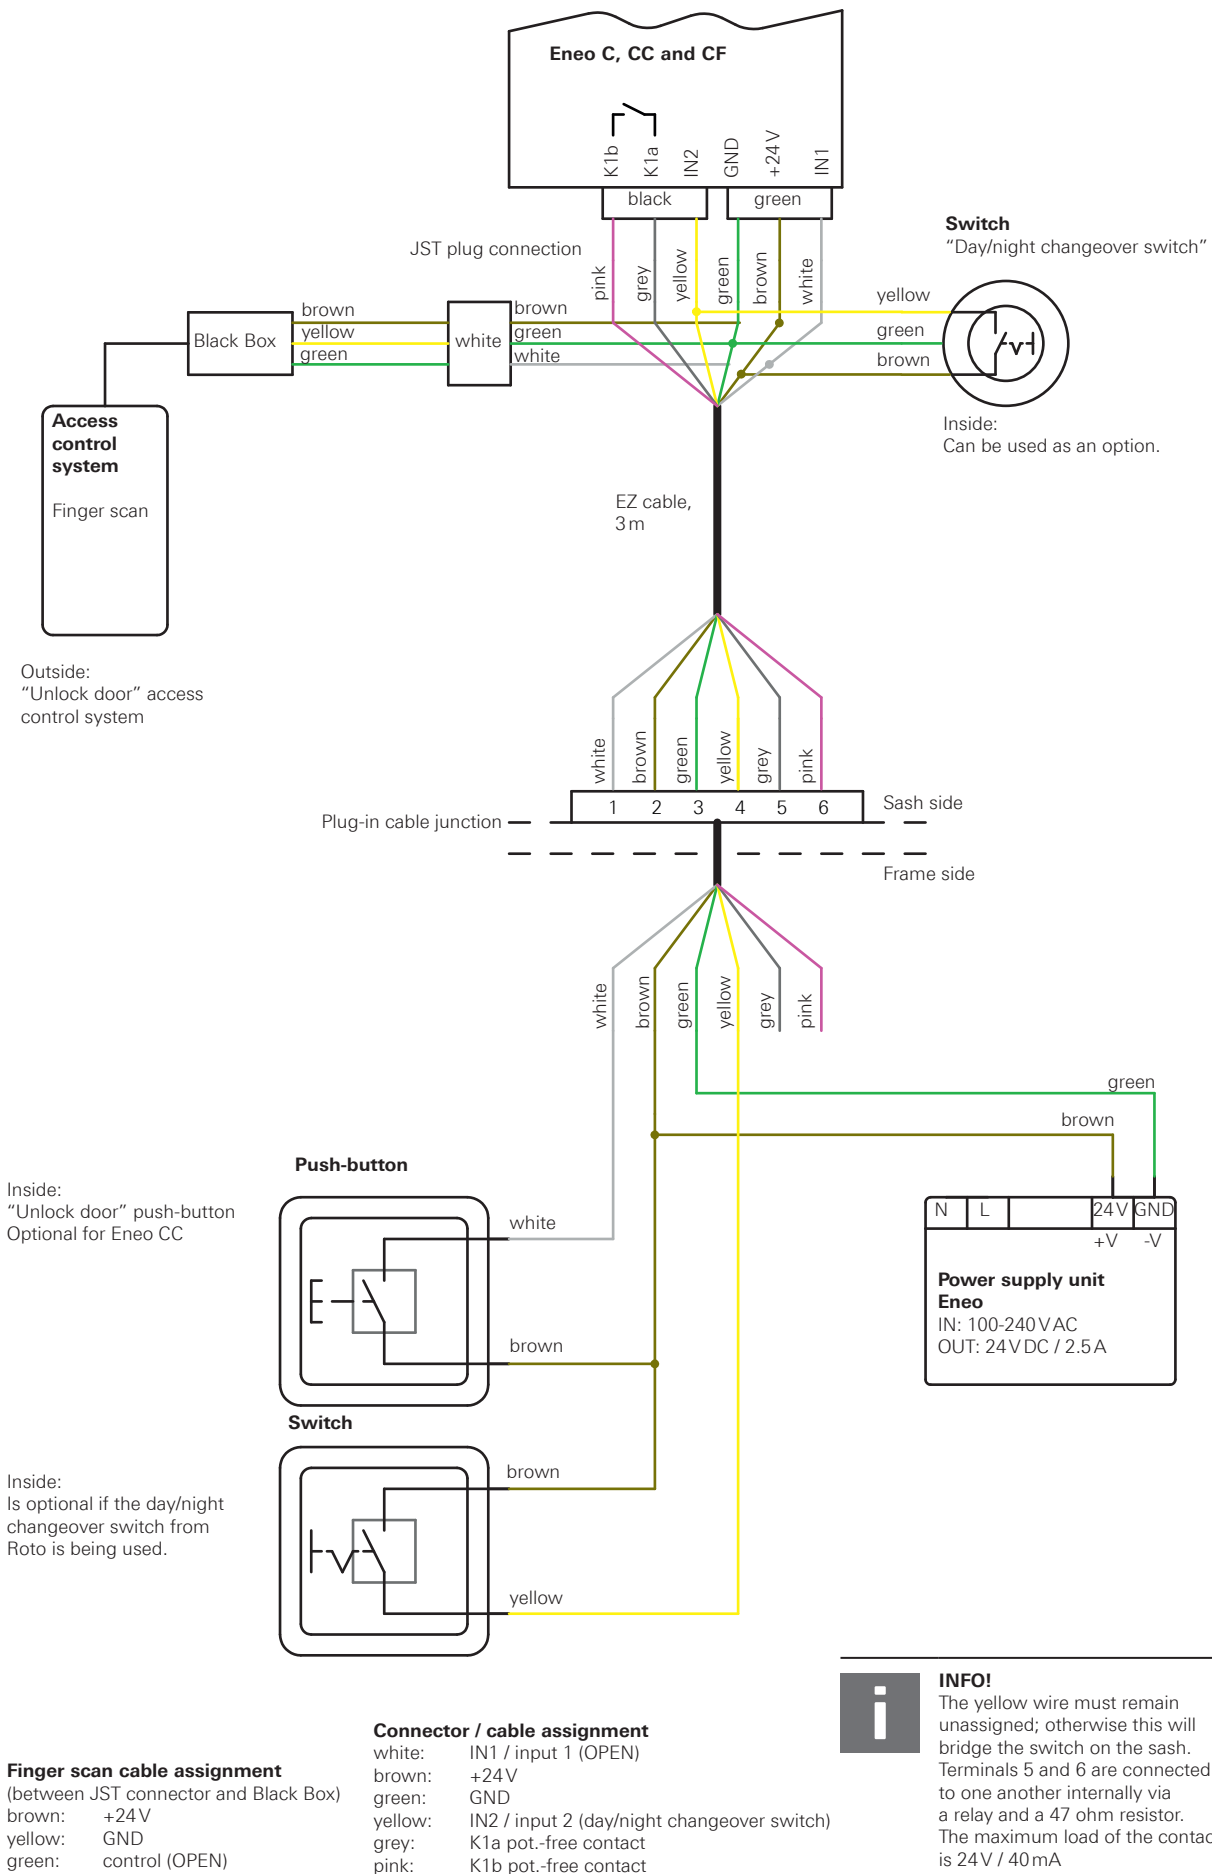 Eneo C, CC and CF
K1b
K1a
IN2
GND
+24 V
IN1
black
green
JST plug connection
pink
grey
yellow
green
brown
white
Switch
“Day/night changeover switch”
yellow
green
brown
Inside:
Can be used as an option.
Black Box
brown
yellow
green
white
brown
green
white
Access
control
system
Finger scan
Outside:
“Unlock door” access
control system
EZ cable,
3 m
white
brown
green
yellow
grey
pink
1 2 3 4 5 6
Sash side
Plug-in cable junction
Frame side
white
brown
green
yellow
grey
pink
green
brown
Push-button
Inside:
“Unlock door” push-button
Optional for Eneo CC
white
brown
N L 24 V GND
+V -V
Power supply unit
Eneo
IN: 100-240 V AC
OUT: 24 V DC / 2.5 A
Switch
Inside:
Is optional if the day/night
changeover switch from
Roto is being used.
brown
yellow
i
INFO!
The yellow wire must remain
unassigned; otherwise this will
bridge the switch on the sash.
Terminals 5 and 6 are connected
to one another internally via
a relay and a 47 ohm resistor.
The maximum load of the contac
is 24 V / 40 mA
Finger scan cable assignment
(between JST connector and Black Box)
brown: +24 V
yellow: GND
green: control (OPEN)
Connector / cable assignment
white: IN1 / input 1 (OPEN)
brown: +24 V
green: GND
yellow: IN2 / input 2 (day/night changeover switch)
grey: K1a pot.-free contact
pink: K1b pot.-free contact